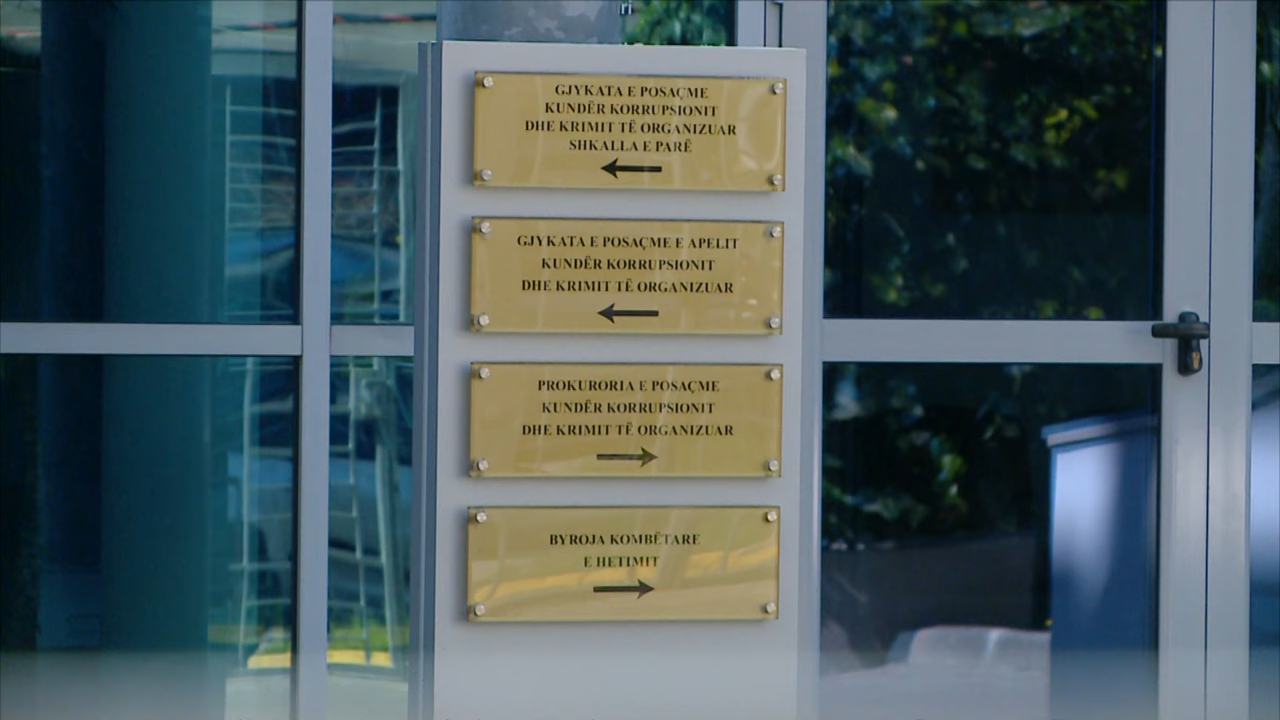 ri
GJYKATA E POSAÇME
KUNDËR KORRUPSIONIT
DHE KRIMIT TË ORGANIZUAR
SHKALLA E PARË
GJYKATA E POSAÇME E APELIT
KUNDËR KORRUPSIONIT
DHE KRIMIT TË ORGANIZUAR
PROKURORIA E POSAÇME
KUNDËR KORRUPSIONIT
DHE KRIMIT TË ORGANIZUAR
BYROJA KOMBËTARE
E HETIMIT